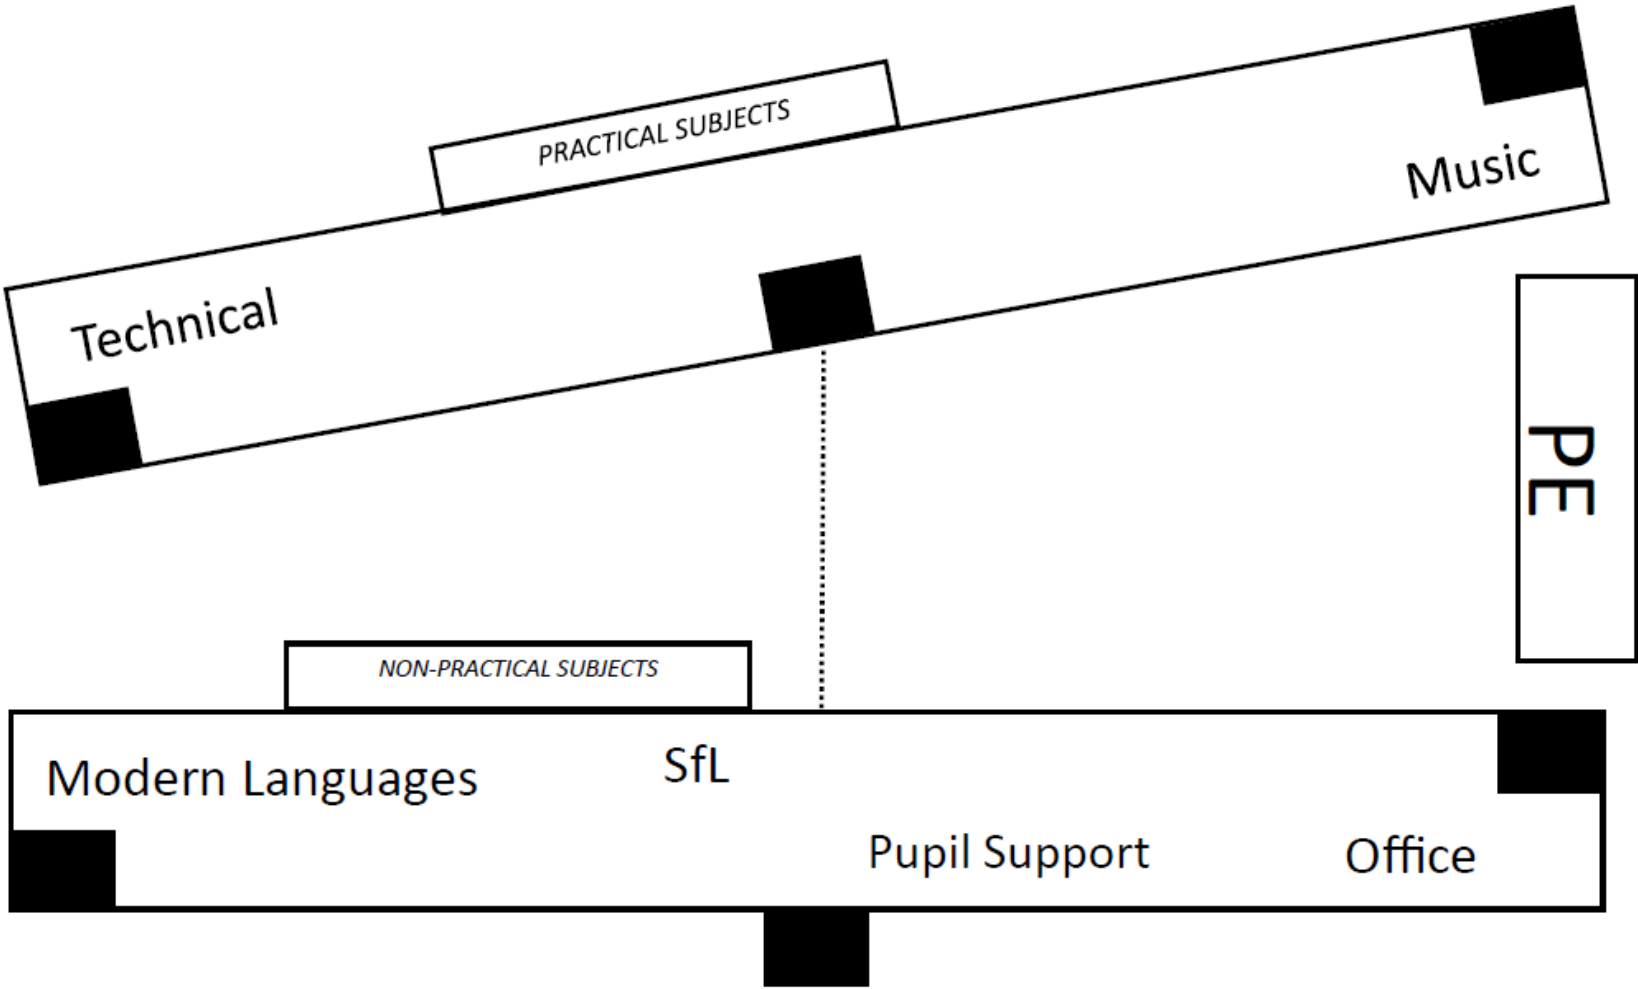 PRACTICAL SUBJECTS
Music
Technical
PE
NON-PRACTICAL SUBJECTS
Modern Languages
SfL
Pupil Support
Office